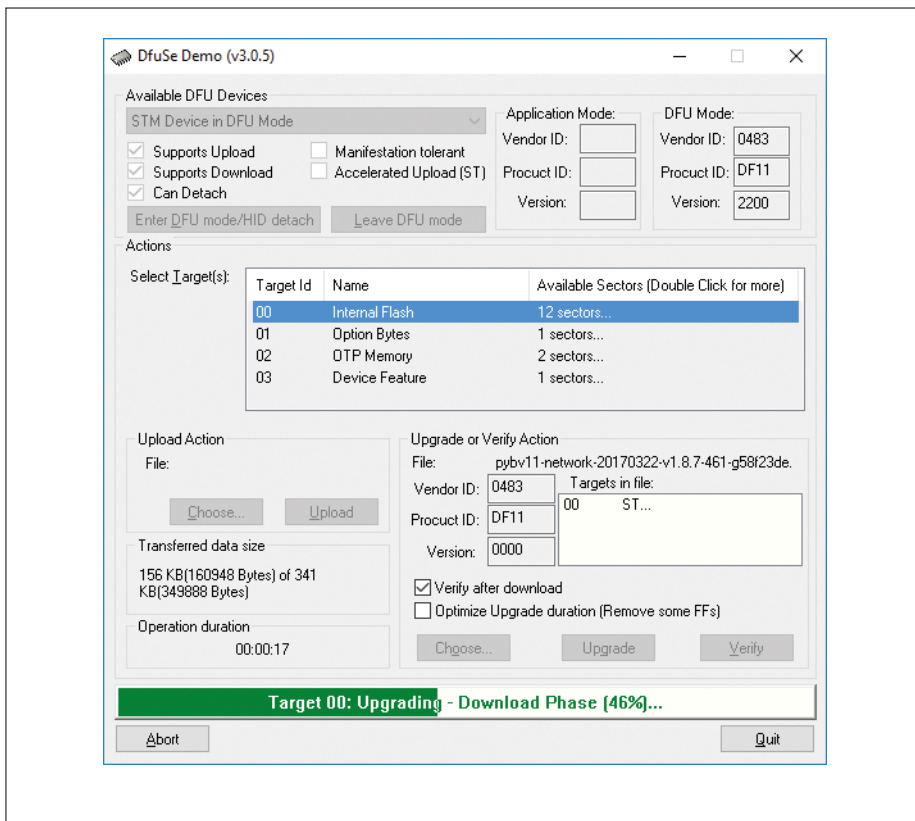 DfuSe Demo (v3.0.5)
Available DFU Devices
STM Device in DFU Mode
Supports Upload
Manifestation tolerant
Supports Download
Accelerated Upload (ST)
Can Detach
Enter DFU mode/HID detach
Leave DFU mode
Application Mode:
Vendor ID:
Procuct ID:
Version:
DFU Mode:
Vendor ID: 0483
Procuct ID: DF11
Version: 2200
Actions
Select Target(s):
Target Id Name Available Sectors (Double Click for more)
00 Internal Flash 12 sectors...
01 Option Bytes 1 sectors...
02 OTP Memory 2 sectors...
03 Device Feature 1 sectors...
Upload Action
File:
Choose... Upload
Transferred data size
156 KB(160948 Bytes) of 341
KB(349888 Bytes)
Operation duration
00:00:17
Upgrade or Verify Action
File: pybv11-network-20170322-v1.8.7-461-g58f23de.
Vendor ID: 0483
Procuct ID: DF11
Version: 0000
Targets in file:
00 ST...
Verify after download
Optimize Upgrade duration (Remove some FFs)
Choose... Upgrade Verify
Target 00: Upgrading - Download Phase (46%)...
Abort Quit